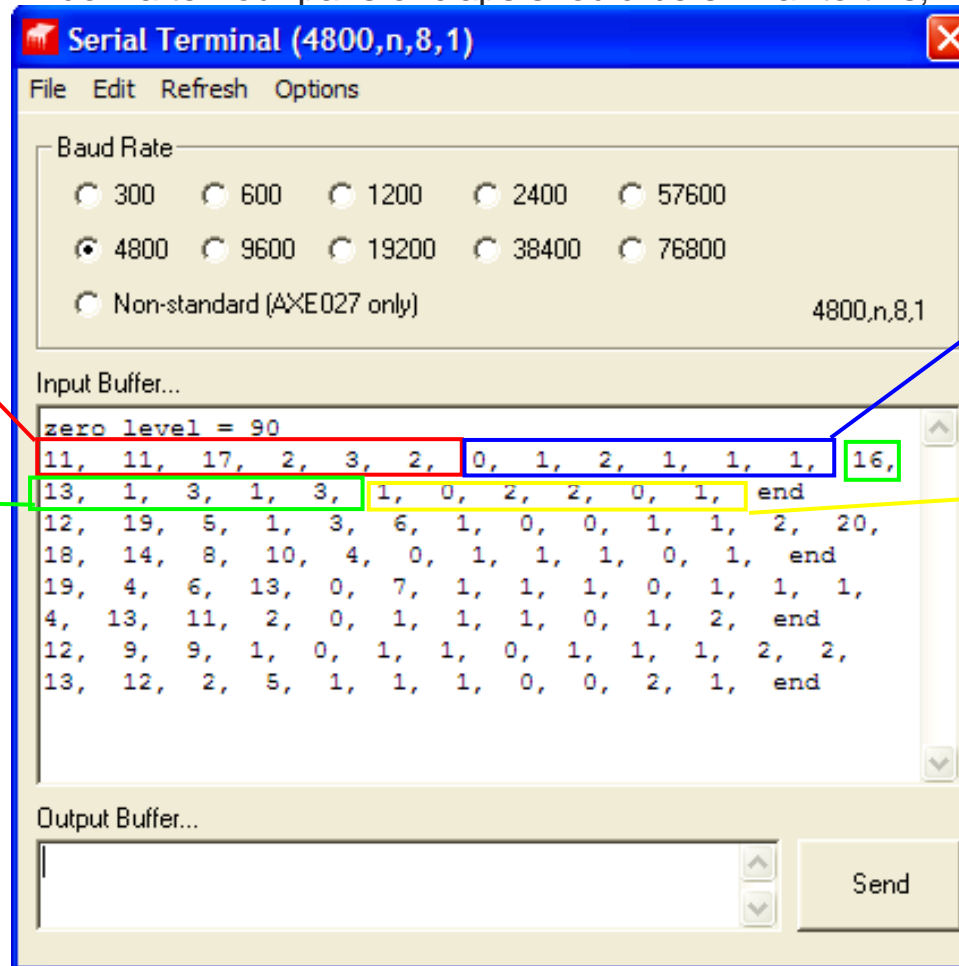 Serial Terminal (4800,n,8,1)
File Edit Refresh Options
Baud Rate
300 600 1200 2400 57600
4800 9600 19200 38400 76800
Non-standard (AXE027 only) 4800,n,8,1
Input Buffer...
zero level = 90
11, 11, 17, 2, 3, 2, 0, 1, 2, 1, 1, 1, 16,
13, 1, 3, 1, 3, 1, 0, 2, 2, 0, 1, end
12, 19, 5, 1, 3, 6, 1, 0, 0, 1, 1, 2, 20,
18, 14, 8, 10, 4, 0, 1, 1, 1, 0, 1, end
19, 4, 6, 13, 0, 7, 1, 1, 1, 0, 1, 1, 1,
4, 13, 11, 2, 0, 1, 1, 1, 0, 1, 2, end
12, 9, 9, 1, 0, 1, 1, 0, 1, 1, 1, 2, 2,
13, 12, 2, 5, 1, 1, 1, 0, 0, 2, 1, end
Output Buffer...
Send